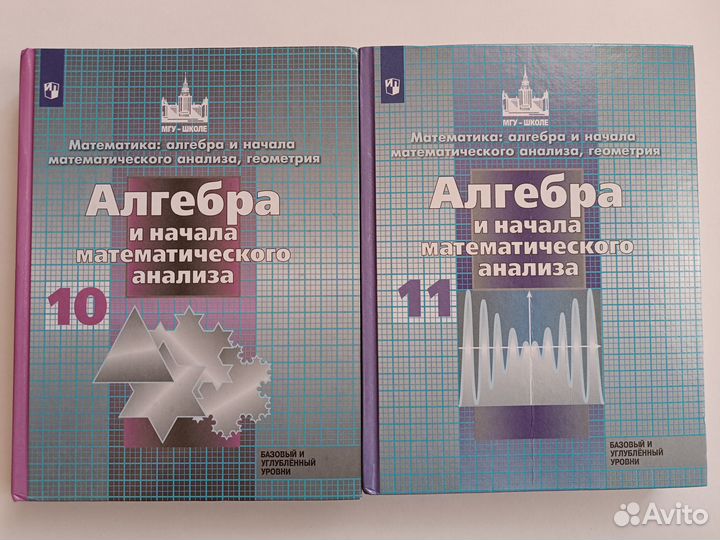 МГУ - ШКОЛЕ
Математика: алгебра и начала
математического анализа, геометрия
Алгебра
и начала
математического
анализа
10
БАЗОВЫЙ И
УГЛУБЛЁННЫЙ
УРОВНИ
МГУ - ШКОЛЕ
Математика: алгебра и начала
математического анализа, геометрия
Алгебра
и начала
математического
анализа
11
БАЗОВЫЙ И
УГЛУБЛЁННЫЙ
УРОВНИ
Avito